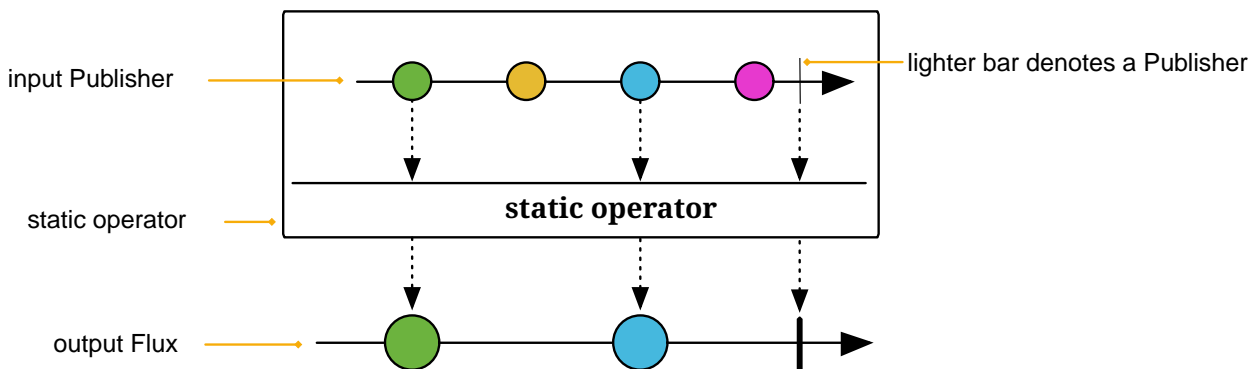 input Publisher
lighter bar denotes a Publisher
static operator
static operator
output Flux